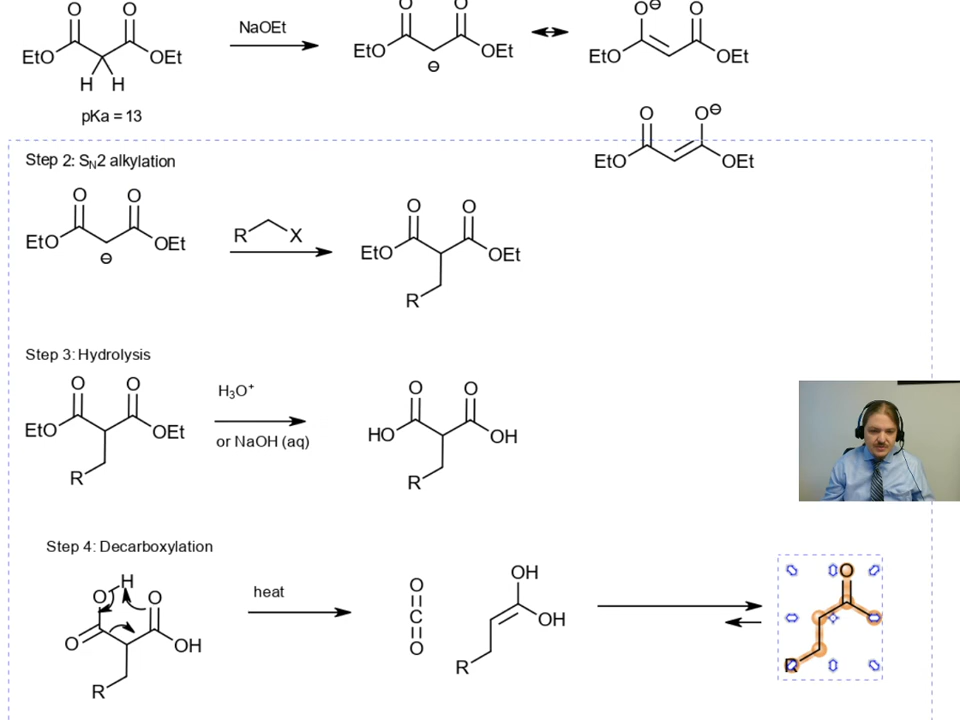 O O
EtO OEt
H H
pKa = 13
NaOEt
O O
EtO OEt
⊖
O⊖ O
EtO OEt
O O⊖
EtO OEt
Step 2: SN2 alkylation
O O
EtO OEt
⊖
R X
O O
EtO OEt
R
Step 3: Hydrolysis
O O
EtO OEt
R
H3O+
or NaOH (aq)
O O
HO OH
R
Step 4: Decarboxylation
H
O O
O OH
R
heat
O
C
O
OH
OH
R
O
R